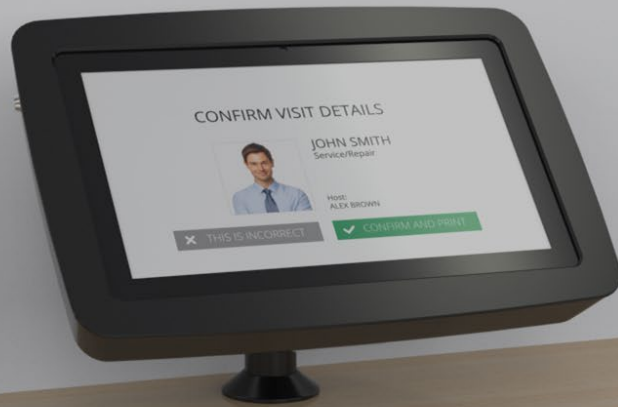 CONFIRM VISIT DETAILS
JOHN SMITH
Service/Repair
Host:
ALEX BROWN
THIS IS INCORRECT
CONFIRM AND PRINT